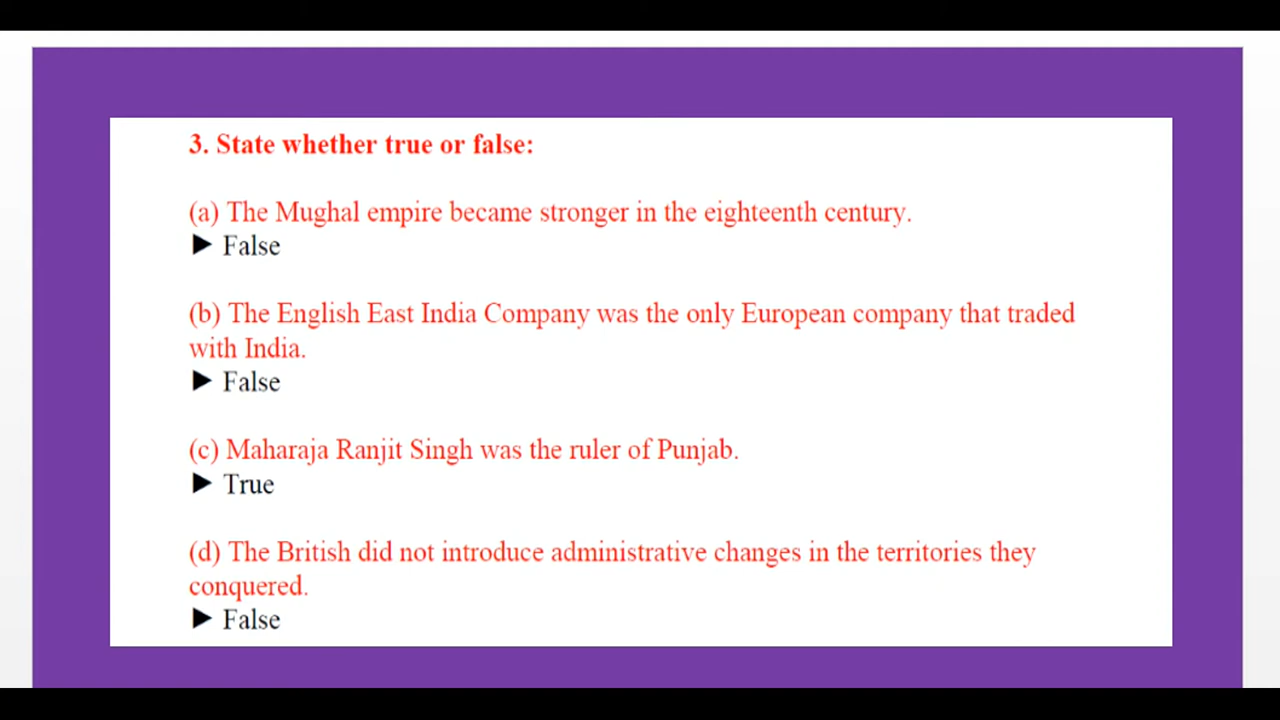 3. State whether true or false:
(a) The Mughal empire became stronger in the eighteenth century.
► False
(b) The English East India Company was the only European company that traded
with India.
► False
(c) Maharaja Ranjit Singh was the ruler of Punjab.
► True
(d) The British did not introduce administrative changes in the territories they
conquered.
► False